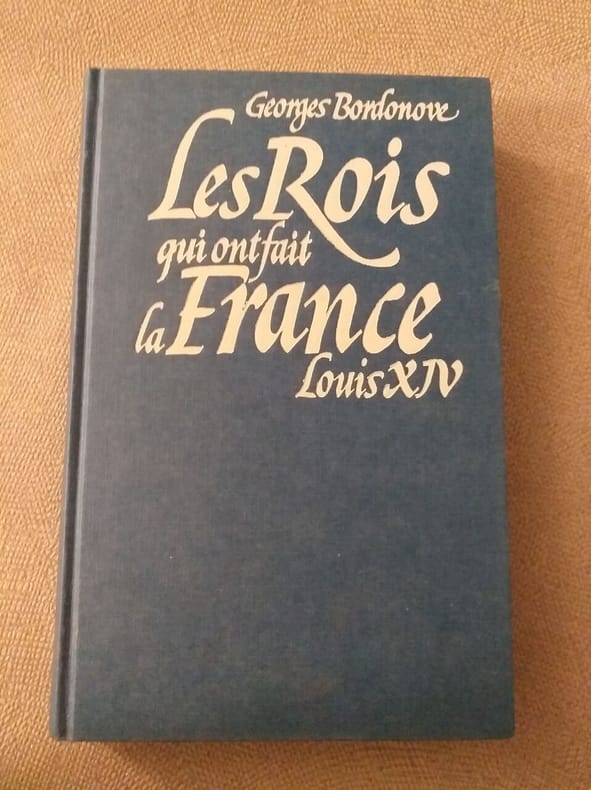 Georges Bordonove
Les Rois
qui ont fait
la France
Louis XIV